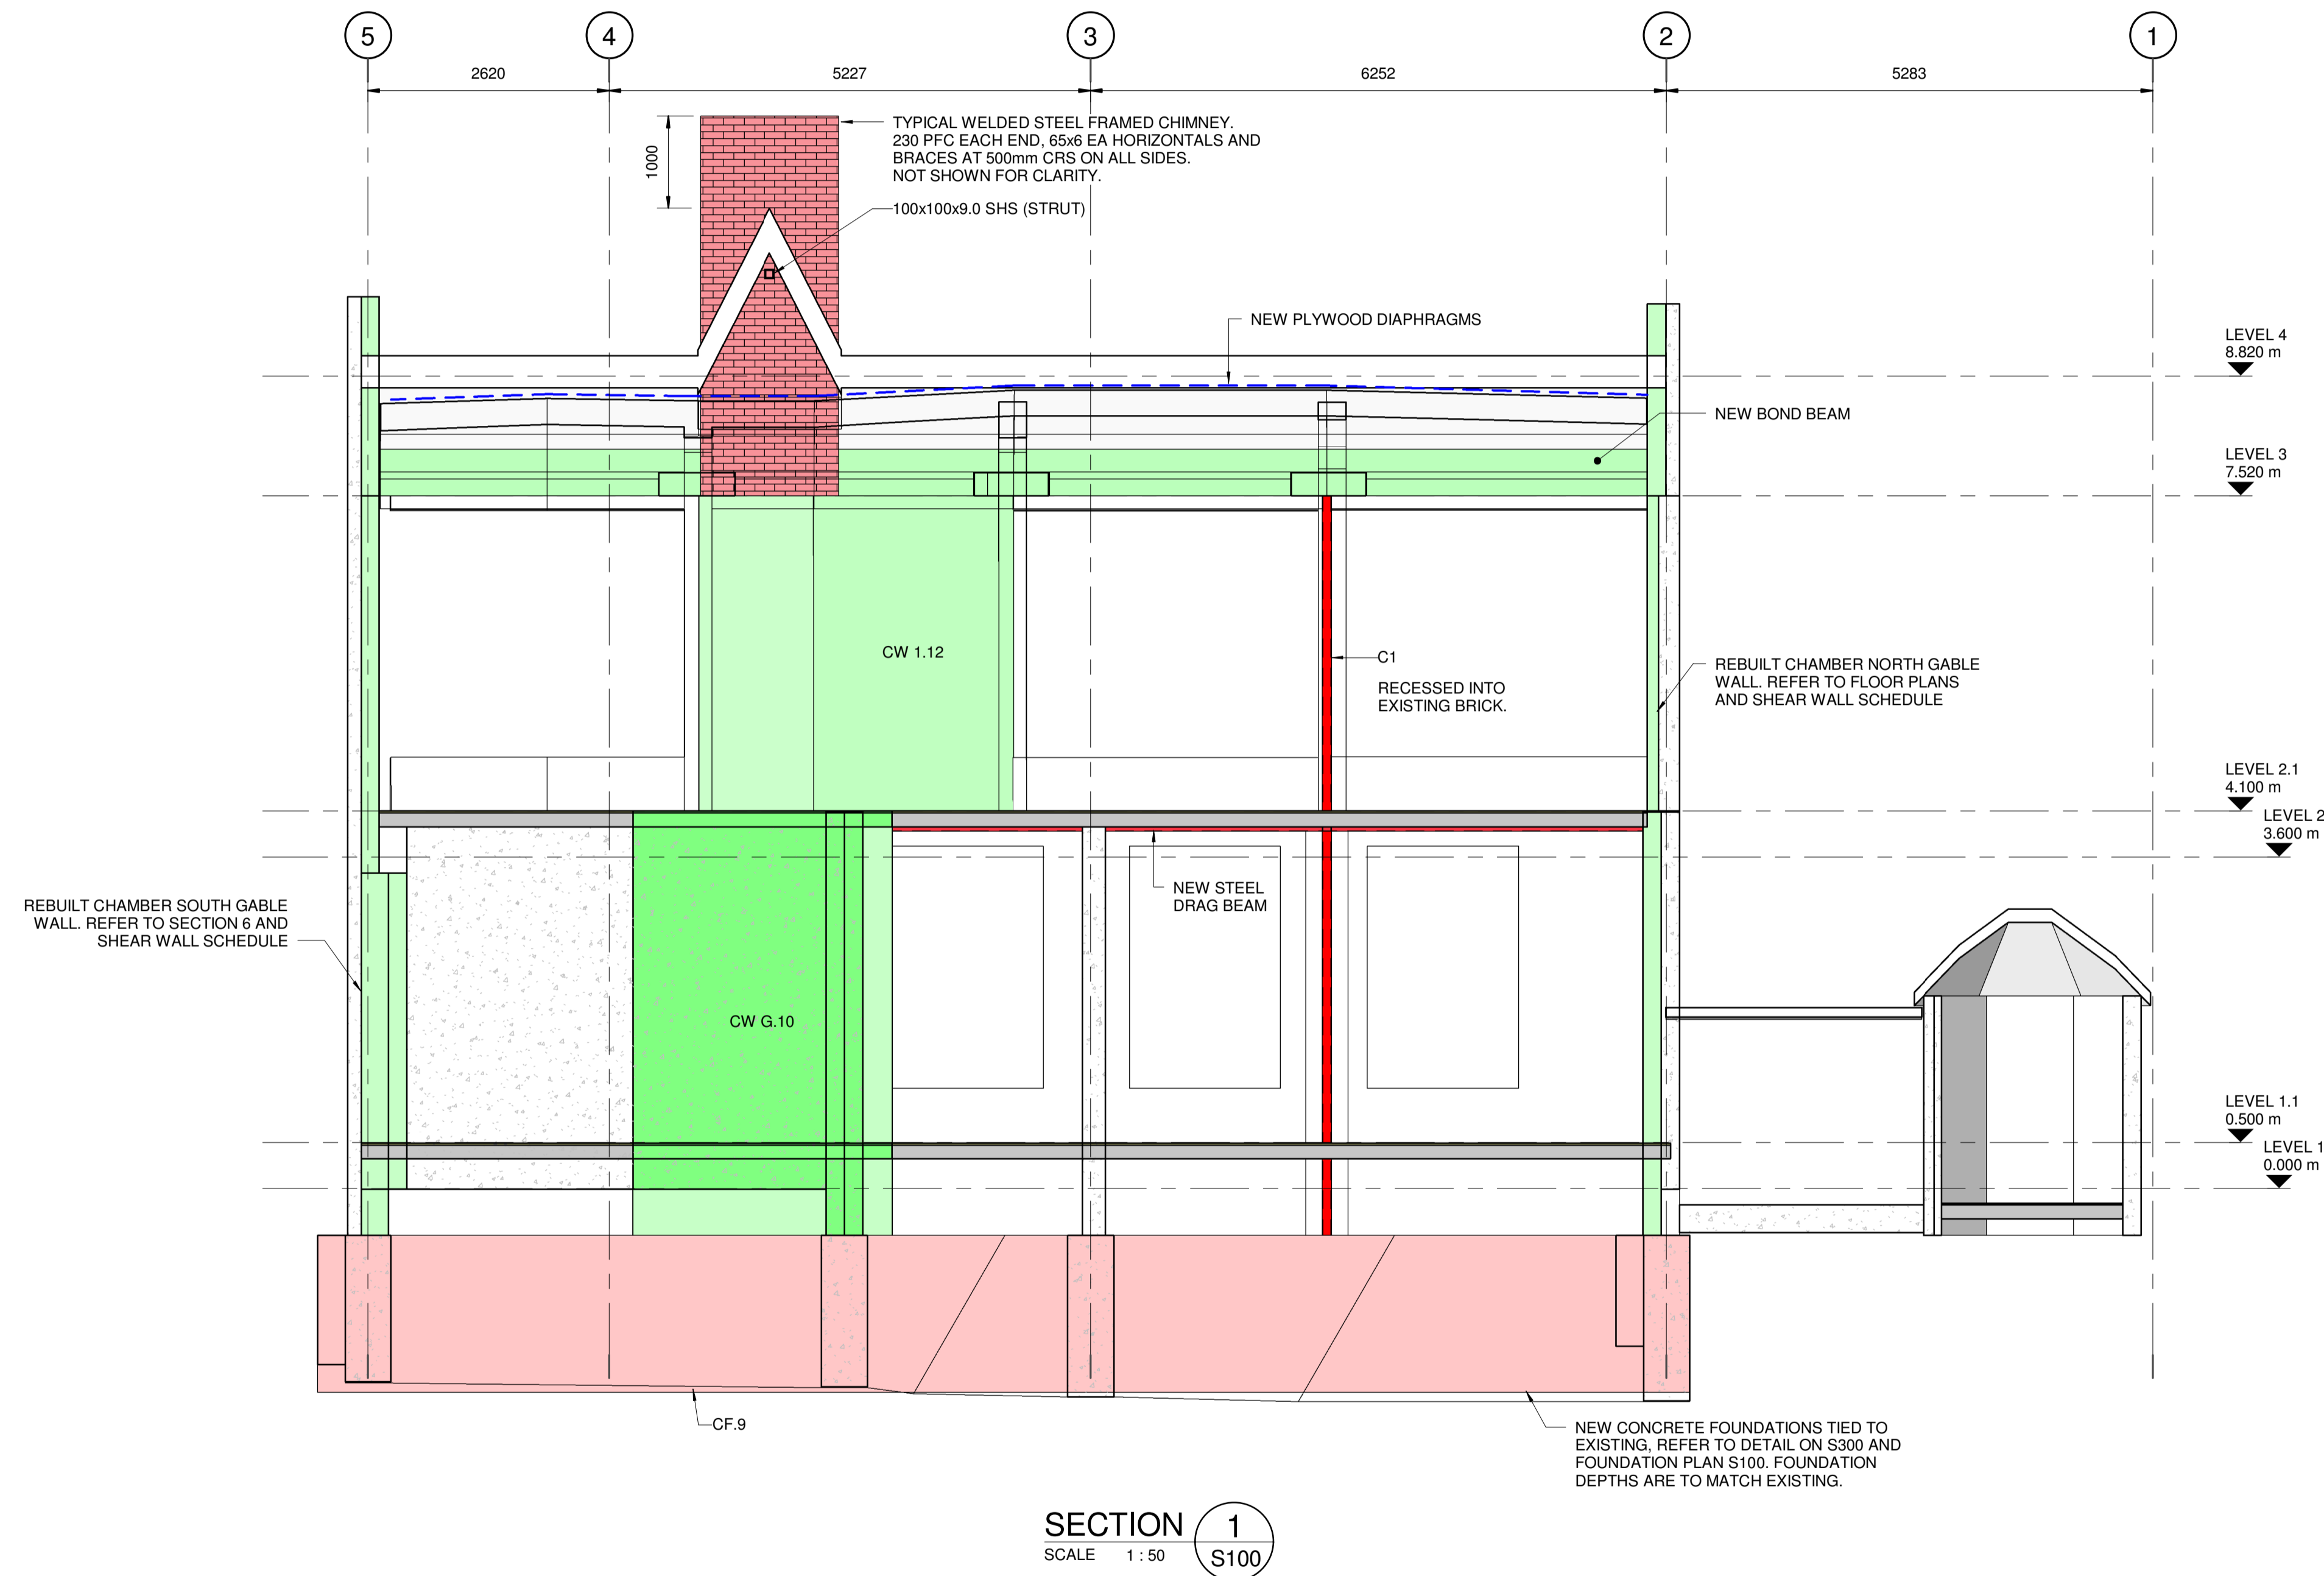 5
4
3
2
1
2620
5227
6252
5283
1000
TYPICAL WELDED STEEL FRAMED CHIMNEY.
230 PFC EACH END, 65x6 EA HORIZONTALS AND
BRACES AT 500mm CRS ON ALL SIDES.
NOT SHOWN FOR CLARITY.
100x100x9.0 SHS (STRUT)
NEW PLYWOOD DIAPHRAGMS
LEVEL 4
8.820 m
NEW BOND BEAM
LEVEL 3
7.520 m
CW 1.12
C1
RECESSED INTO
EXISTING BRICK.
REBUILT CHAMBER NORTH GABLE
WALL. REFER TO FLOOR PLANS
AND SHEAR WALL SCHEDULE
LEVEL 2.1
4.100 m
LEVEL 2
3.600 m
NEW STEEL
DRAG BEAM
REBUILT CHAMBER SOUTH GABLE
WALL. REFER TO SECTION 6 AND
SHEAR WALL SCHEDULE
CW G.10
LEVEL 1.1
0.500 m
LEVEL 1
0.000 m
CF.9
NEW CONCRETE FOUNDATIONS TIED TO
EXISTING, REFER TO DETAIL ON S300 AND
FOUNDATION PLAN S100. FOUNDATION
DEPTHS ARE TO MATCH EXISTING.
SECTION
1
SCALE 1 : 50
S100